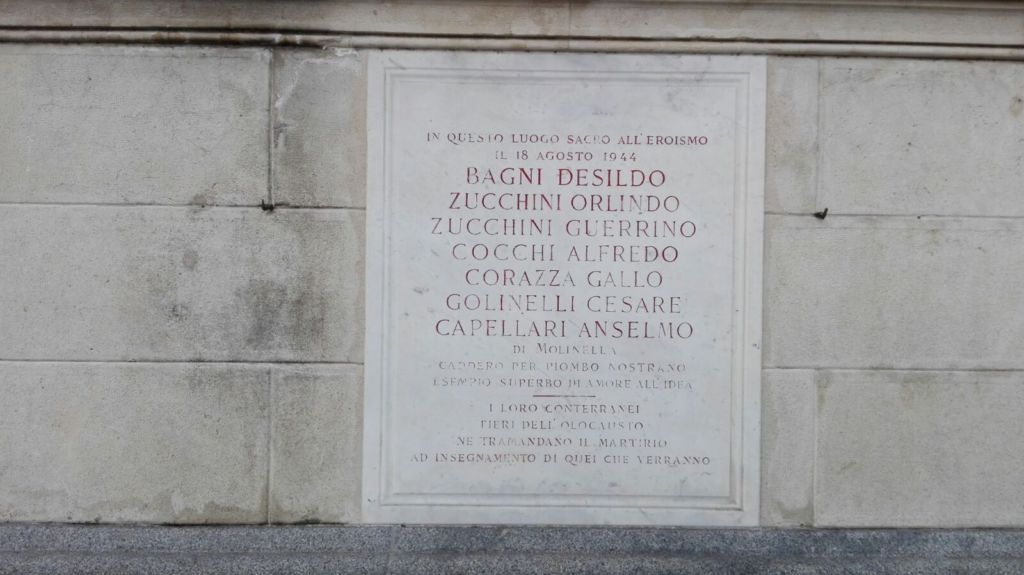 IN QUESTO LUOGO SACRO ALL'EROISMO
IL 18 AGOSTO 1944
BAGNI DESILDO
ZUCCHINI ORLINDO
ZUCCHINI GUERRINO
COCCHI ALFREDO
CORAZZA GALLO
GOLINELLI CESARE
CAPELLARI ANSELMO
DI MOLINELLA
CADDERO PER PIOMBO NOSTRANO
ESEMPIO SUPERBO DI AMORE ALL'IDEA
I LORO CONTERRANEI
FIERI DELL'OLOCAUSTO
NE TRAMANDANO IL MARTIRIO
AD INSEGNAMENTO DI QUEI CHE VERRANNO